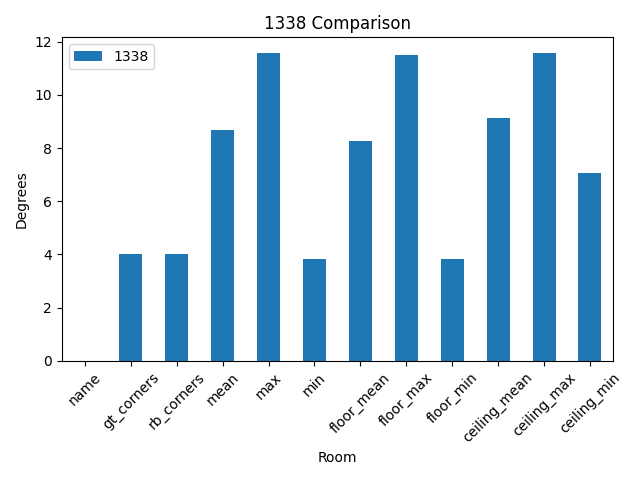 1338 Comparison
1338
12
10
8
6
4
2
0
Degrees
name
gt_corners
rb_corners
mean
max
min
floor_mean
floor_max
floor_min
ceiling_mean
ceiling_max
ceiling_min
Room